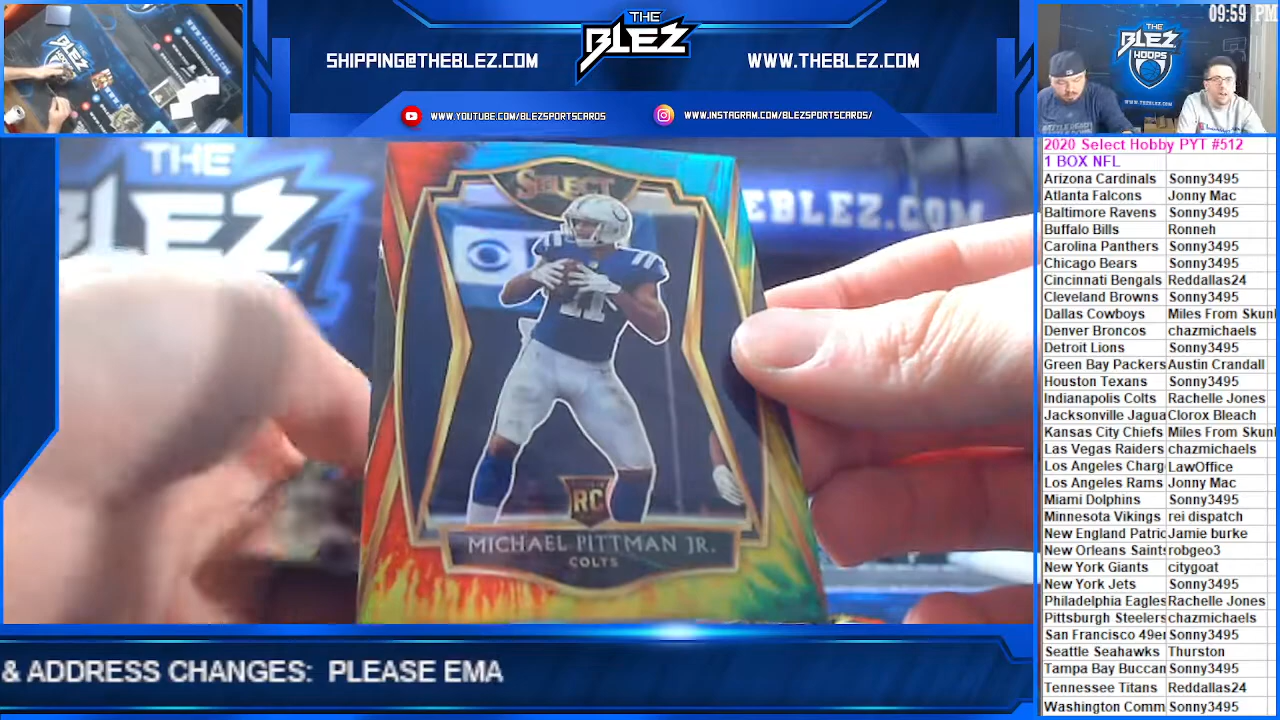 THE
BLEZ
SHIPPING@THEBLEZ.COM
WWW.THEBLEZ.COM
WWW.YOUTUBE.COM/BLEZSPORTSCARDS
WWW.INSTAGRAM.COM/BLEZSPORTSCARDS/
09:59 PM
THE
BLEZ
HOOPS
THE
BLEZ
EBLEZ.COM
SELECT
11
RC
MICHAEL PITTMAN JR.
COLTS
& ADDRESS CHANGES: PLEASE EMA
2020 Select Hobby PYT #512
1 BOX NFL
Arizona Cardinals Sonny3495
Atlanta Falcons Jonny Mac
Baltimore Ravens Sonny3495
Buffalo Bills Ronneh
Carolina Panthers Sonny3495
Chicago Bears Sonny3495
Cincinnati Bengals Reddallas24
Cleveland Browns Sonny3495
Dallas Cowboys Miles From Skunk
Denver Broncos chazmichaels
Detroit Lions Sonny3495
Green Bay Packers Austin Crandall
Houston Texans Sonny3495
Indianapolis Colts Rachelle Jones
Jacksonville Jagua Clorox Bleach
Kansas City Chiefs Miles From Skunk
Las Vegas Raiders chazmichaels
Los Angeles Charg LawOffice
Los Angeles Rams Jonny Mac
Miami Dolphins Sonny3495
Minnesota Vikings rei dispatch
New England Patric Jamie burke
New Orleans Saints robgeo3
New York Giants citygoat
New York Jets Sonny3495
Philadelphia Eagles Rachelle Jones
Pittsburgh Steelers chazmichaels
San Francisco 49er Sonny3495
Seattle Seahawks Thurston
Tampa Bay Buccan Sonny3495
Tennessee Titans Reddallas24
Washington Comm Sonny3495